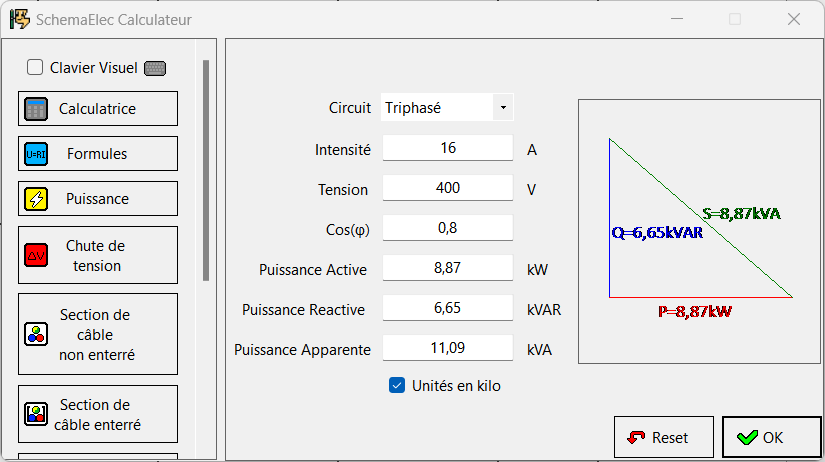 SchemaElec Calculateur
Clavier Visuel
Calculatrice
U=RI
Formules
Puissance
ΔV
Chute de
tension
Section de
câble
non enterré
Section de
câble enterré
Circuit Triphasé
Intensité 16 A
Tension 400 V
Cos(φ) 0,8
Puissance Active 8,87 kW
Puissance Reactive 6,65 kVAR
Puissance Apparente 11,09 kVA
Unités en kilo
S=8,87kVA
Q=6,65kVAR
P=8,87kW
Reset
OK